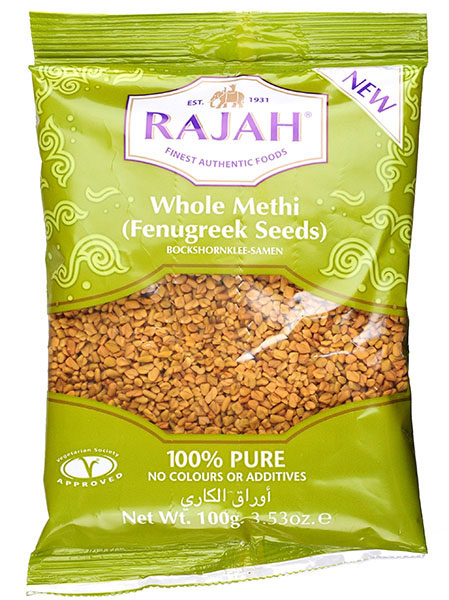 EST. 1931
NEW
RAJAH®
FINEST AUTHENTIC FOODS
Whole Methi
(Fenugreek Seeds)
BOCKSHORNKLEE-SAMEN
Vegetarian Society
V
APPROVED
100% PURE
NO COLOURS OR ADDITIVES
أوراق الكاري
Net Wt. 100g. 3.53oz. e